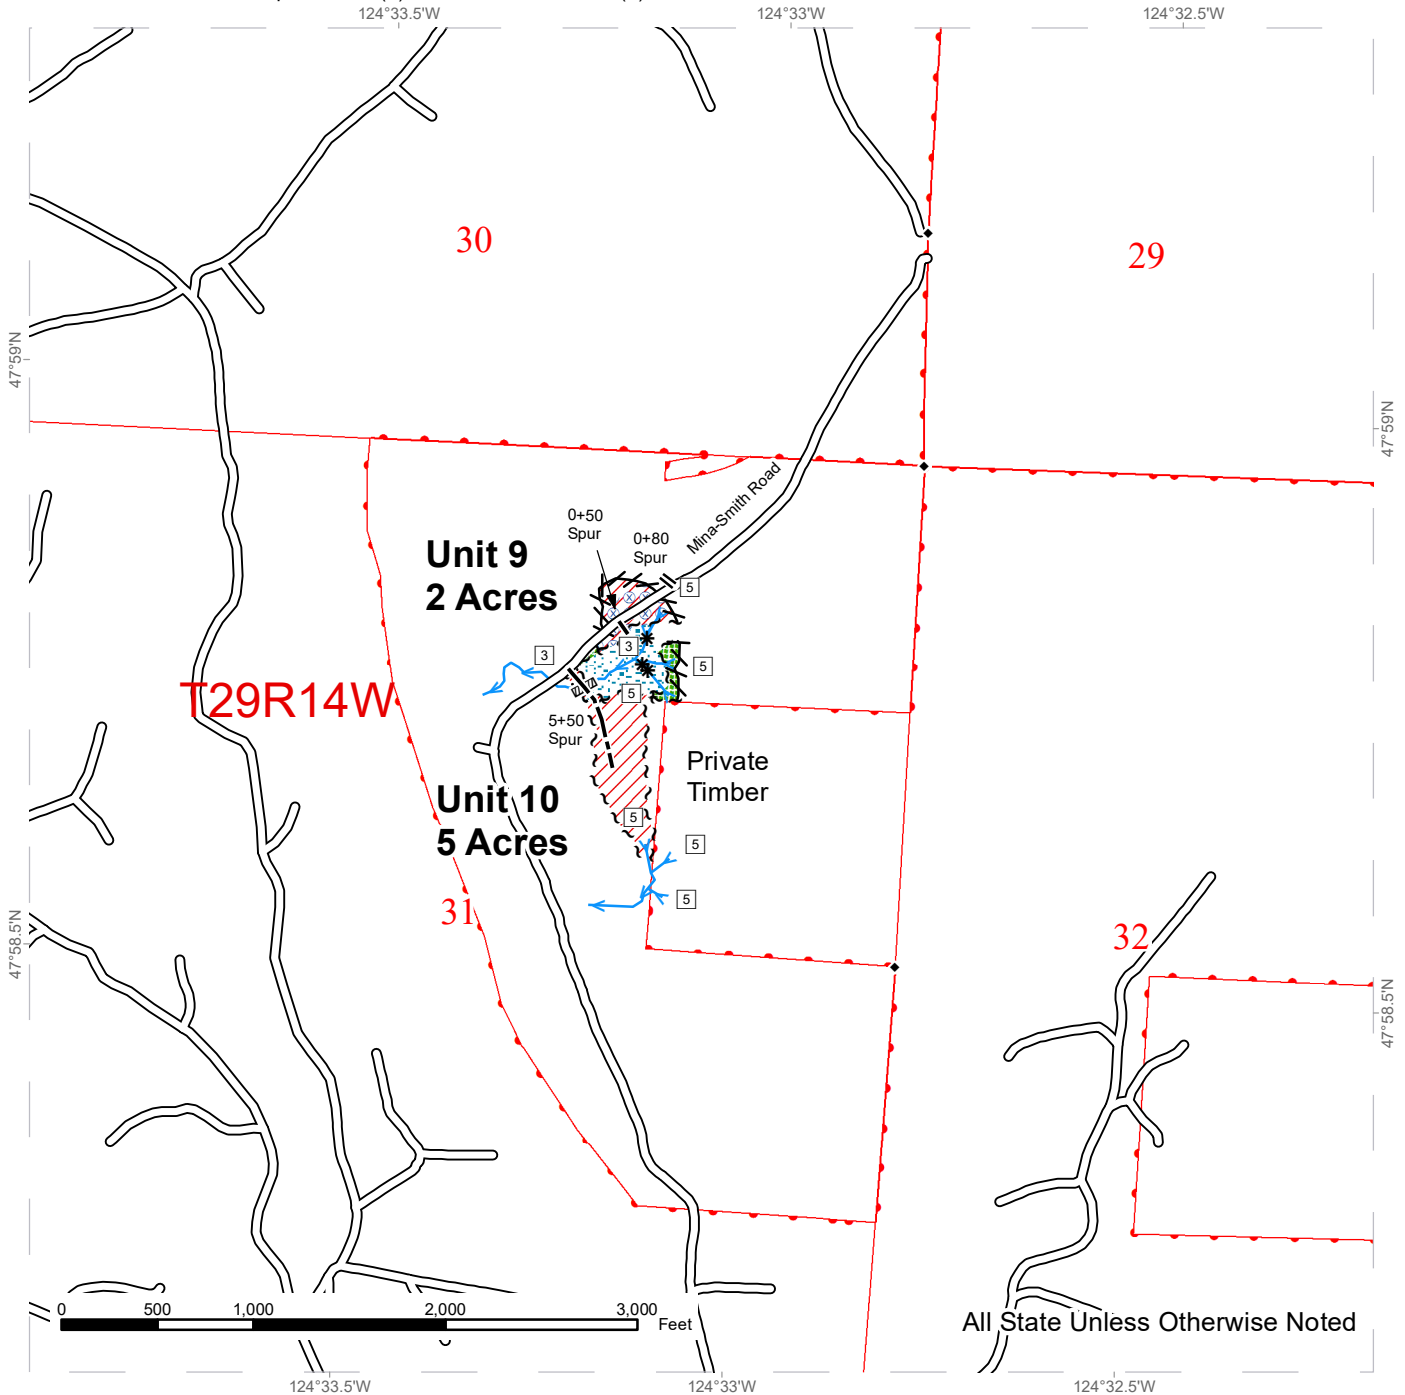 124°33.5'W
124°33'W
124°32.5'W
30
29
47°59'N
47°59'N
Mina-Smith Road
0+50
Spur
0+80
Spur
Unit 9
2 Acres
5
3
3
5
T29R14W
5
5+50
Spur
Private
Timber
Unit 10
5 Acres
5
5
5
31
32
47°58.5'N
47°58.5'N
0
500
1,000
2,000
3,000
Feet
All State Unless Otherwise Noted
124°33.5'W
124°33'W
124°32.5'W